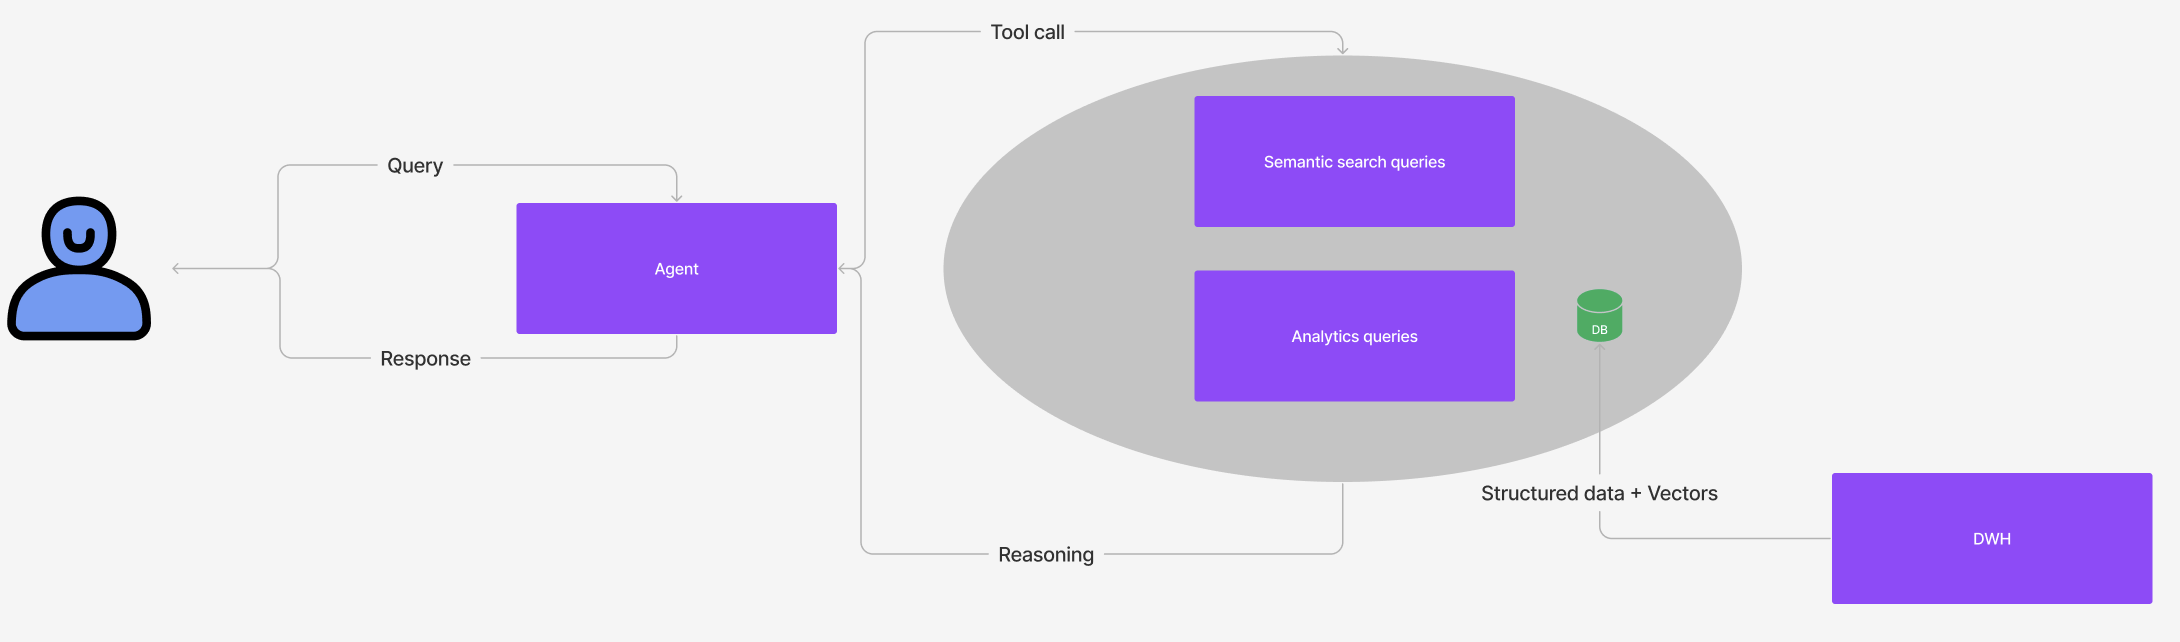 Tool call
Query
Semantic search queries
Agent
Analytics queries
DB
Response
Structured data + Vectors
DWH
Reasoning